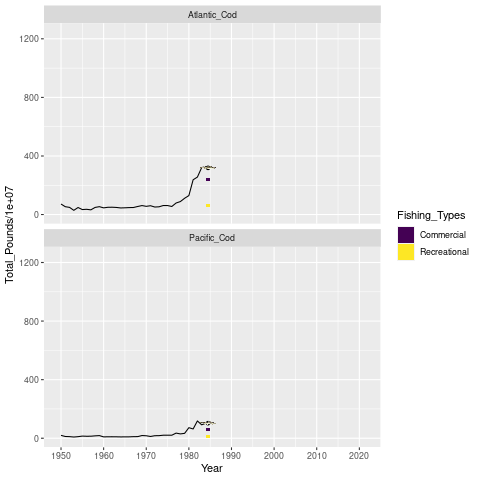 Atlantic_Cod
1200
800
400
0
Pacific_Cod
1200
800
400
0
1950 1960 1970 1980 1990 2000 2010 2020
Year
Total_Pounds/1e+07
Fishing_Types
Commercial
Recreational